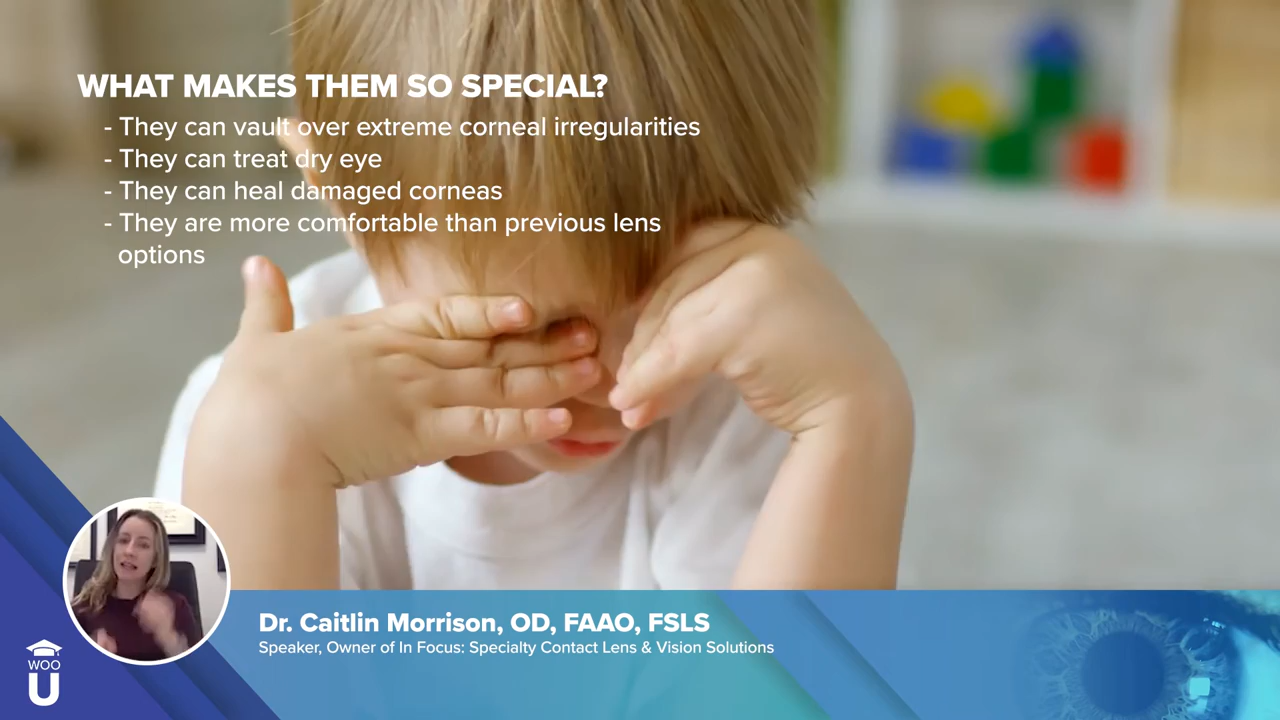 WHAT MAKES THEM SO SPECIAL?
- They can vault over extreme corneal irregularities
- They can treat dry eye
- They can heal damaged corneas
- They are more comfortable than previous lens
options
Dr. Caitlin Morrison, OD, FAAO, FSLS
Speaker, Owner of In Focus: Specialty Contact Lens & Vision Solutions
WOO
U